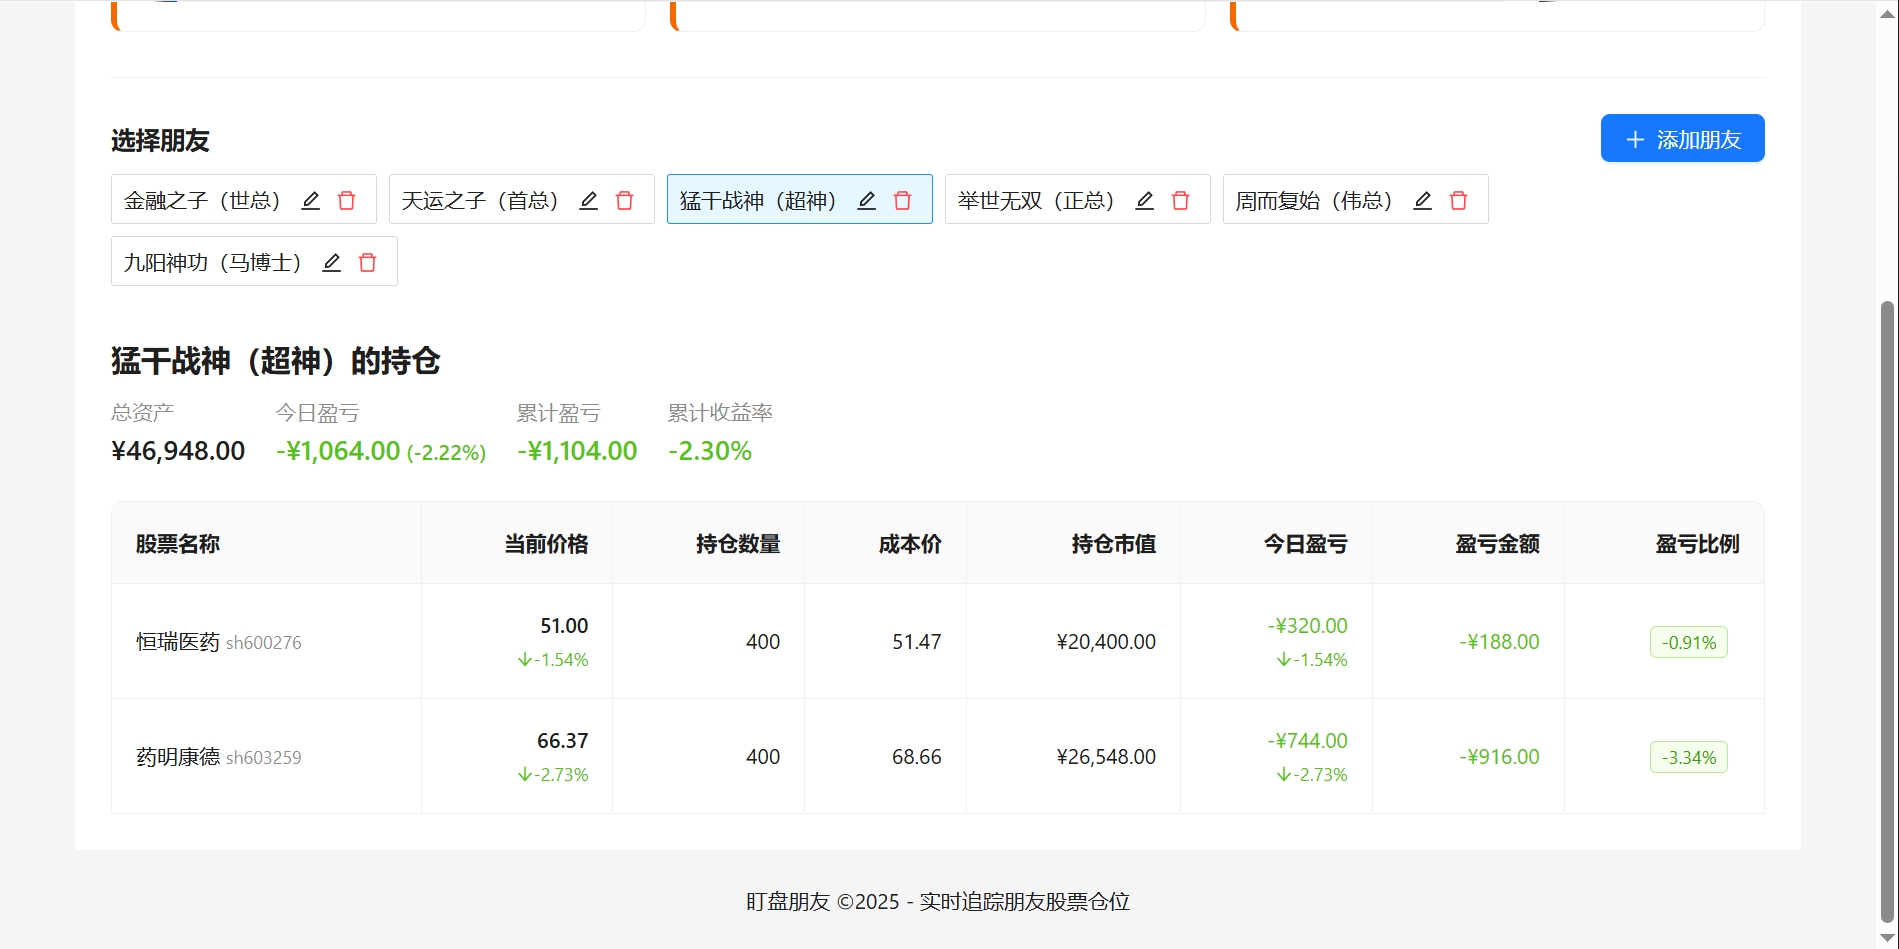 选择朋友
添加朋友
金融之子（世总） 天运之子（首总） 猛干战神（超神） 举世无双（正总） 周而复始（伟总）
九阳神功（马博士）
猛干战神（超神）的持仓
总资产 今日盈亏 累计盈亏 累计收益率
¥46,948.00 -¥1,064.00 (-2.22%) -¥1,104.00 -2.30%
股票名称 当前价格 持仓数量 成本价 持仓市值 今日盈亏 盈亏金额 盈亏比例
恒瑞医药 sh600276 51.00 ↓-1.54% 400 51.47 ¥20,400.00 -¥320.00 ↓-1.54% -¥188.00 -0.91%
药明康德 sh603259 66.37 ↓-2.73% 400 68.66 ¥26,548.00 -¥744.00 ↓-2.73% -¥916.00 -3.34%
盯盘朋友 ©2025 - 实时追踪朋友股票仓位